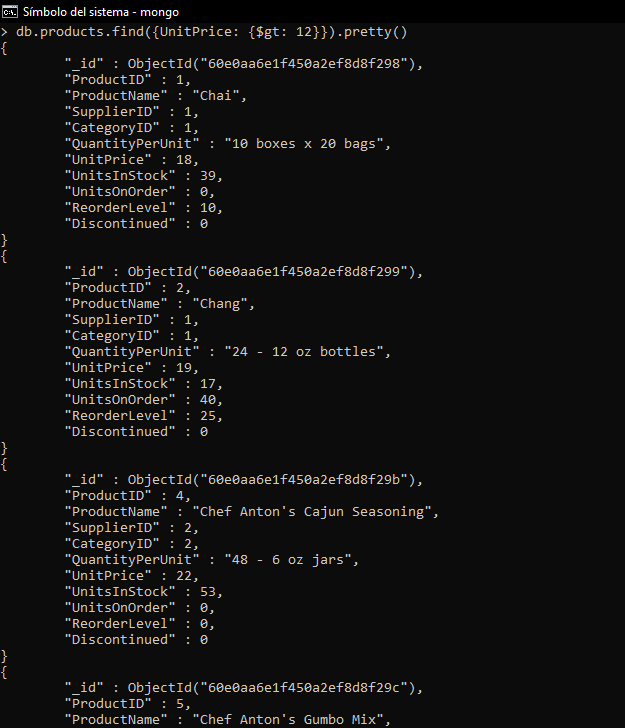 Símbolo del sistema - mongo
> db.products.find({UnitPrice: {$gt: 12}}).pretty()
{
"_id" : ObjectId("60e0aa6e1f450a2ef8d8f298"),
"ProductID" : 1,
"ProductName" : "Chai",
"SupplierID" : 1,
"CategoryID" : 1,
"QuantityPerUnit" : "10 boxes x 20 bags",
"UnitPrice" : 18,
"UnitsInStock" : 39,
"UnitsOnOrder" : 0,
"ReorderLevel" : 10,
"Discontinued" : 0
}
{
"_id" : ObjectId("60e0aa6e1f450a2ef8d8f299"),
"ProductID" : 2,
"ProductName" : "Chang",
"SupplierID" : 1,
"CategoryID" : 1,
"QuantityPerUnit" : "24 - 12 oz bottles",
"UnitPrice" : 19,
"UnitsInStock" : 17,
"UnitsOnOrder" : 40,
"ReorderLevel" : 25,
"Discontinued" : 0
}
{
"_id" : ObjectId("60e0aa6e1f450a2ef8d8f29b"),
"ProductID" : 4,
"ProductName" : "Chef Anton's Cajun Seasoning",
"SupplierID" : 2,
"CategoryID" : 2,
"QuantityPerUnit" : "48 - 6 oz jars",
"UnitPrice" : 22,
"UnitsInStock" : 53,
"UnitsOnOrder" : 0,
"ReorderLevel" : 0,
"Discontinued" : 0
}
{
"_id" : ObjectId("60e0aa6e1f450a2ef8d8f29c"),
"ProductID" : 5,
"ProductName" : "Chef Anton's Gumbo Mix",